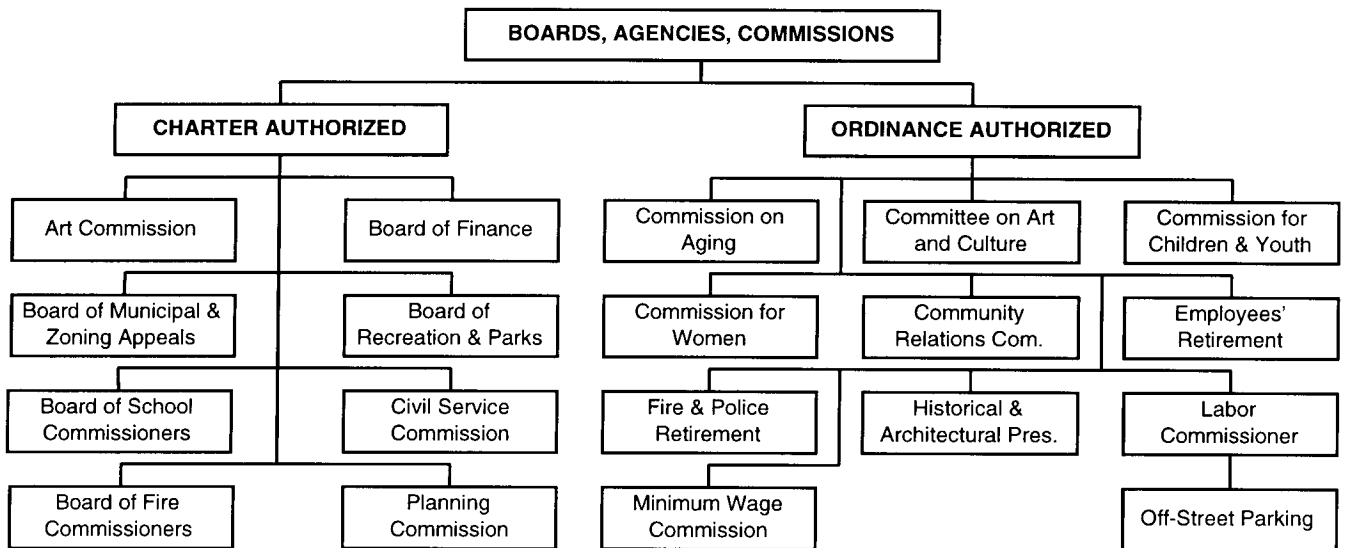 BOARDS, AGENCIES, COMMISSIONS
CHARTER AUTHORIZED
Art Commission
Board of Finance
Board of Municipal &
Zoning Appeals
Board of
Recreation & Parks
Board of School
Commissioners
Civil Service
Commission
Board of Fire
Commissioners
Planning
Commission
ORDINANCE AUTHORIZED
Commission on
Aging
Committee on Art
and Culture
Commission for
Children & Youth
Commission for
Women
Community
Relations Com.
Employees'
Retirement
Fire & Police
Retirement
Historical &
Architectural Pres.
Labor
Commissioner
Minimum Wage
Commission
Off-Street Parking